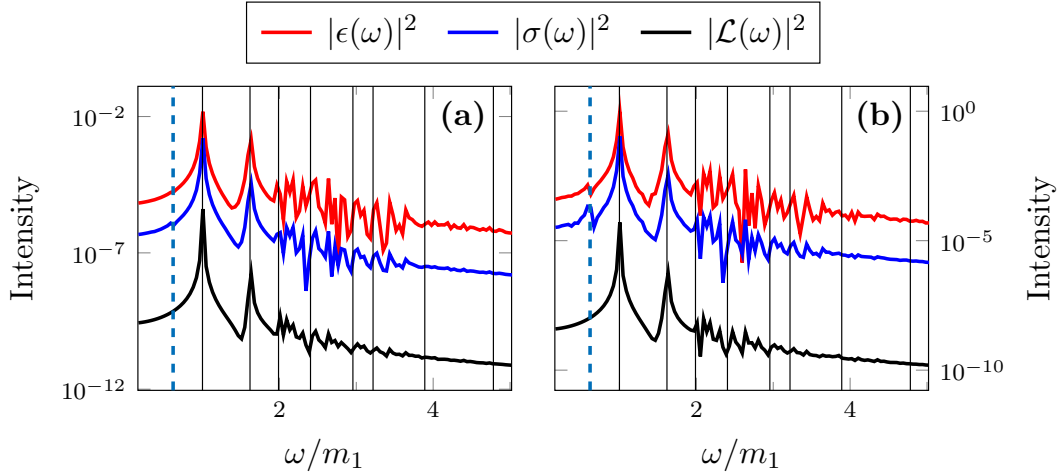 |ϵ(ω)|² |σ(ω)|² |ℒ(ω)|²
(a) (b)
10⁻² 10⁰
10⁻⁷ 10⁻⁵
10⁻¹² 10⁻¹⁰
Intensity Intensity
2 4 2 4
ω/m₁ ω/m₁